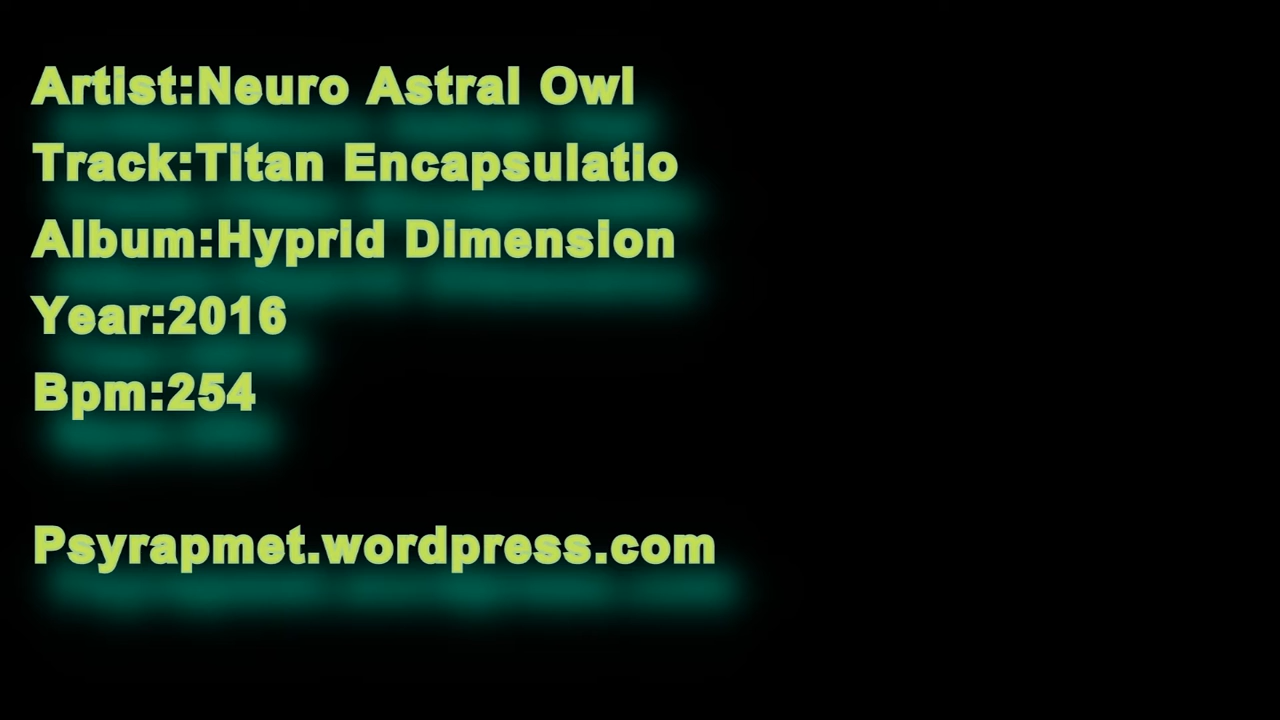 Artist:Neuro Astral Owl
Track:Titan Encapsulatio
Album:Hyprid Dimension
Year:2016
Bpm:254
Psyrapmet.wordpress.com